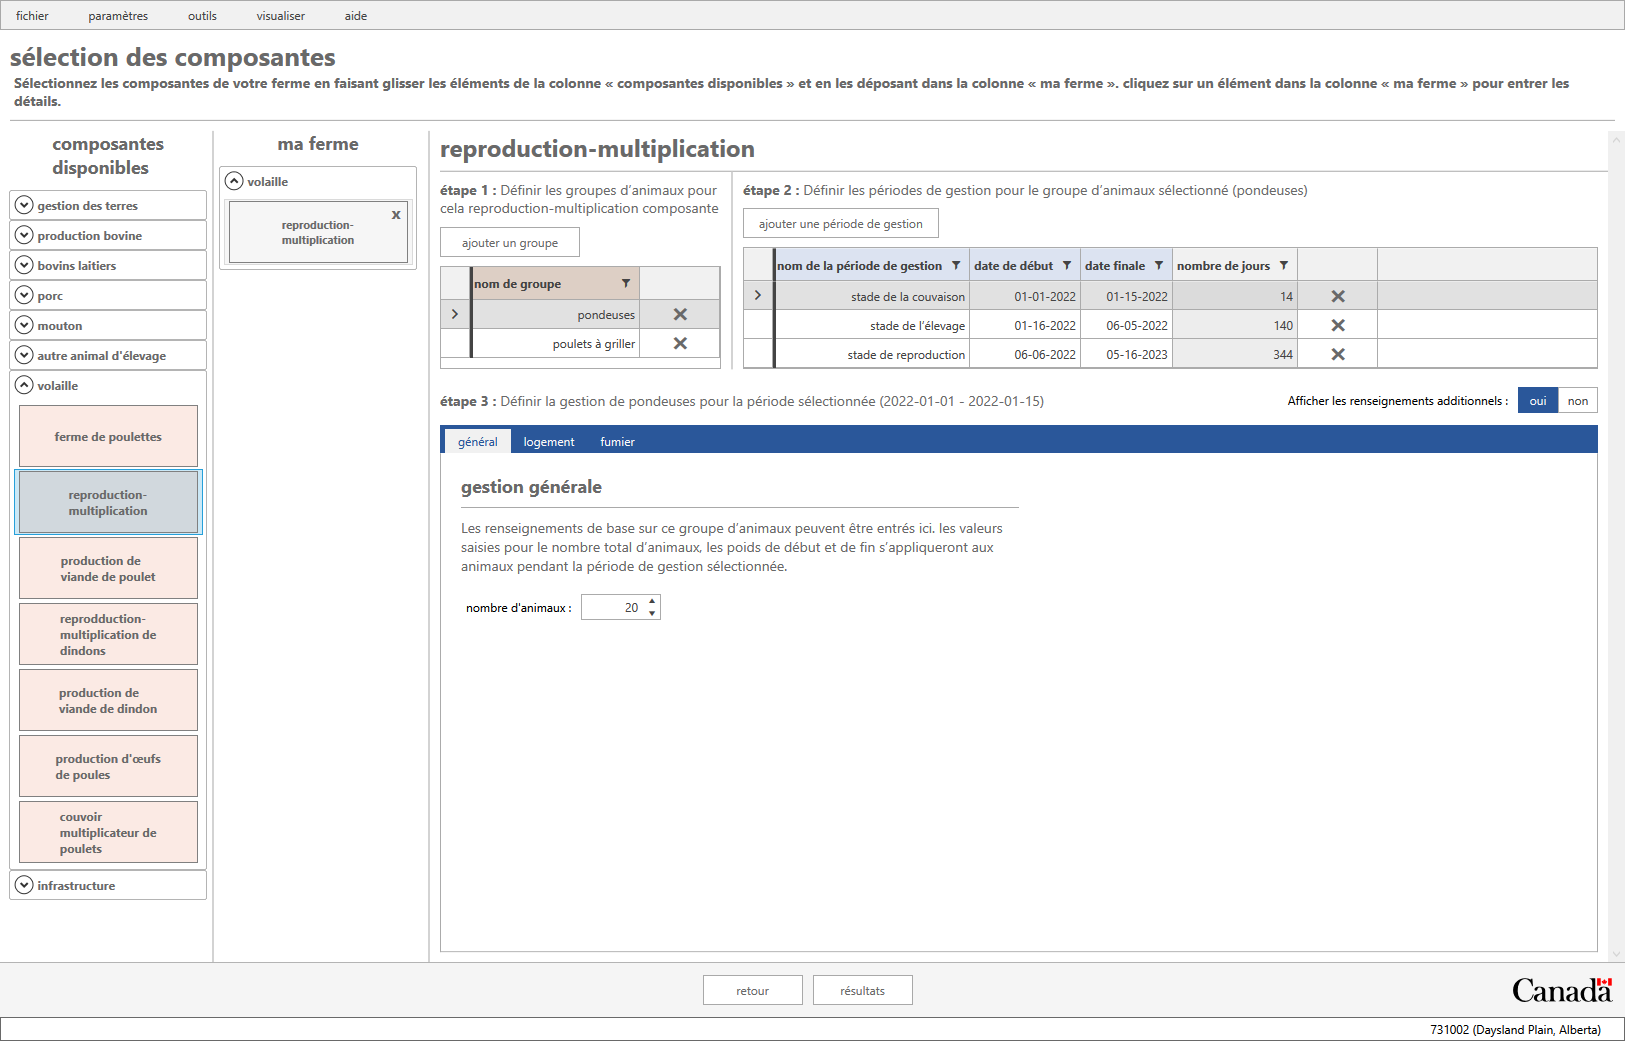 fichier paramètres outils visualiser aide
sélection des composantes
Sélectionnez les composantes de votre ferme en faisant glisser les éléments de la colonne « composantes disponibles » et en les déposant dans la colonne « ma ferme ». cliquez sur un élément dans la colonne « ma ferme » pour entrer les
détails.
composantes
disponibles
gestion des terres
production bovine
bovins laitiers
porc
mouton
autre animal d'élevage
volaille
ferme de poulettes
reproduction-
multiplication
production de
viande de poulet
reprodduction-
multiplication de
dindons
production de
viande de dindon
production d'œufs
de poules
couvoir
multiplicateur de
poulets
infrastructure
ma ferme
volaille
reproduction-
multiplication
x
reproduction-multiplication
étape 1 : Définir les groupes d’animaux pour
cela reproduction-multiplication composante
ajouter un groupe
nom de groupe
pondeuses
poulets à griller
étape 2 : Définir les périodes de gestion pour le groupe d’animaux sélectionné (pondeuses)
ajouter une période de gestion
nom de la période de gestion date de début date finale nombre de jours
stade de la couvaison 01-01-2022 01-15-2022 14
stade de l’élevage 01-16-2022 06-05-2022 140
stade de reproduction 06-06-2022 05-16-2023 344
étape 3 : Définir la gestion de pondeuses pour la période sélectionnée (2022-01-01 - 2022-01-15)
Afficher les renseignements additionnels : oui non
général logement fumier
gestion générale
Les renseignements de base sur ce groupe d’animaux peuvent être entrés ici. les valeurs
saisies pour le nombre total d’animaux, les poids de début et de fin s’appliqueront aux
animaux pendant la période de gestion sélectionnée.
nombre d'animaux : 20
retour résultats
Canada
731002 (Daysland Plain, Alberta)